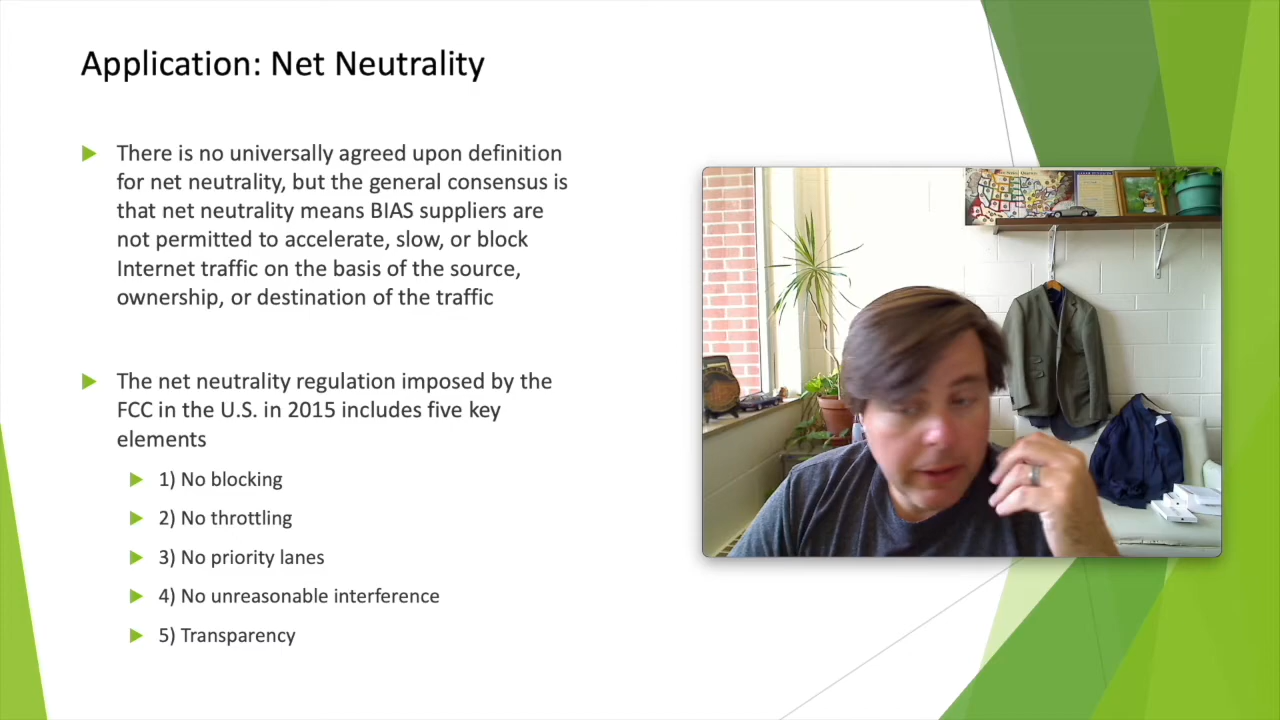 Application: Net Neutrality
There is no universally agreed upon definition
for net neutrality, but the general consensus is
that net neutrality means BIAS suppliers are
not permitted to accelerate, slow, or block
Internet traffic on the basis of the source,
ownership, or destination of the traffic
The net neutrality regulation imposed by the
FCC in the U.S. in 2015 includes five key
elements
1) No blocking
2) No throttling
3) No priority lanes
4) No unreasonable interference
5) Transparency